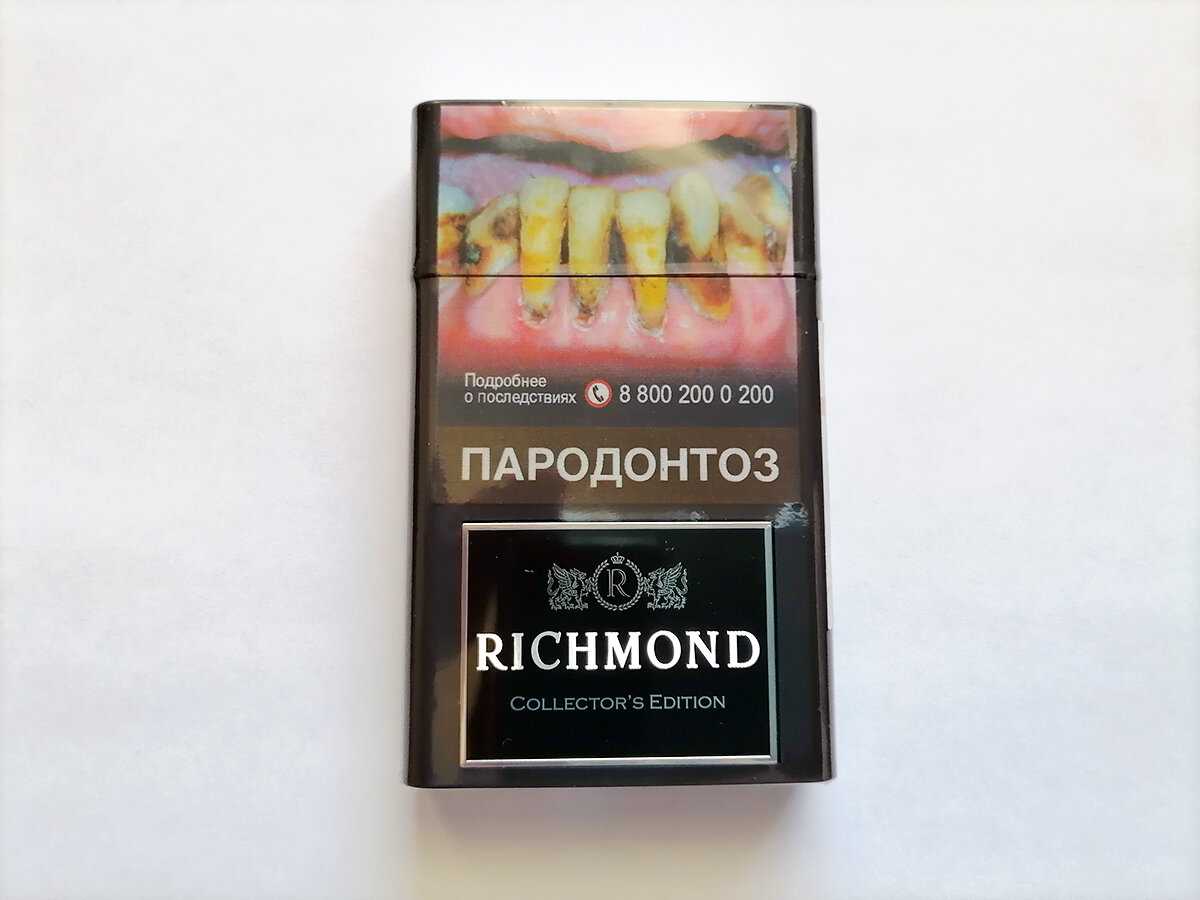 Подробнее
о последствиях 8 800 200 0 200
ПАРОДОНТОЗ
R
RICHMOND
COLLECTOR'S EDITION